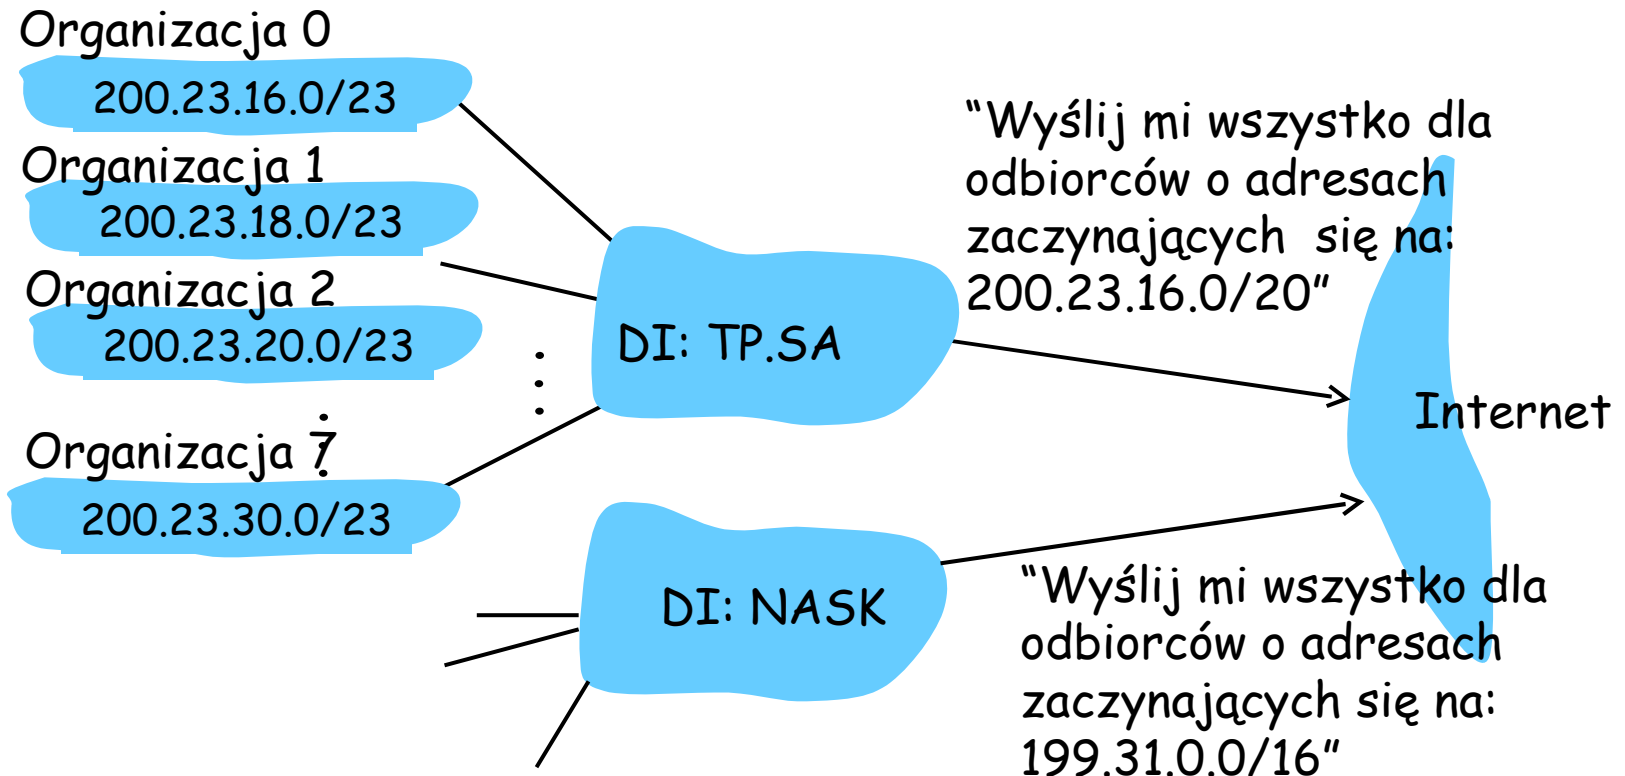 Organizacja 0
200.23.16.0/23
Organizacja 1
200.23.18.0/23
Organizacja 2
200.23.20.0/23
Organizacja 7
200.23.30.0/23
DI: TP.SA
DI: NASK
“Wyślij mi wszystko dla
odbiorców o adresach
zaczynających się na:
200.23.16.0/20”
Internet
“Wyślij mi wszystko dla
odbiorców o adresach
zaczynających się na:
199.31.0.0/16”